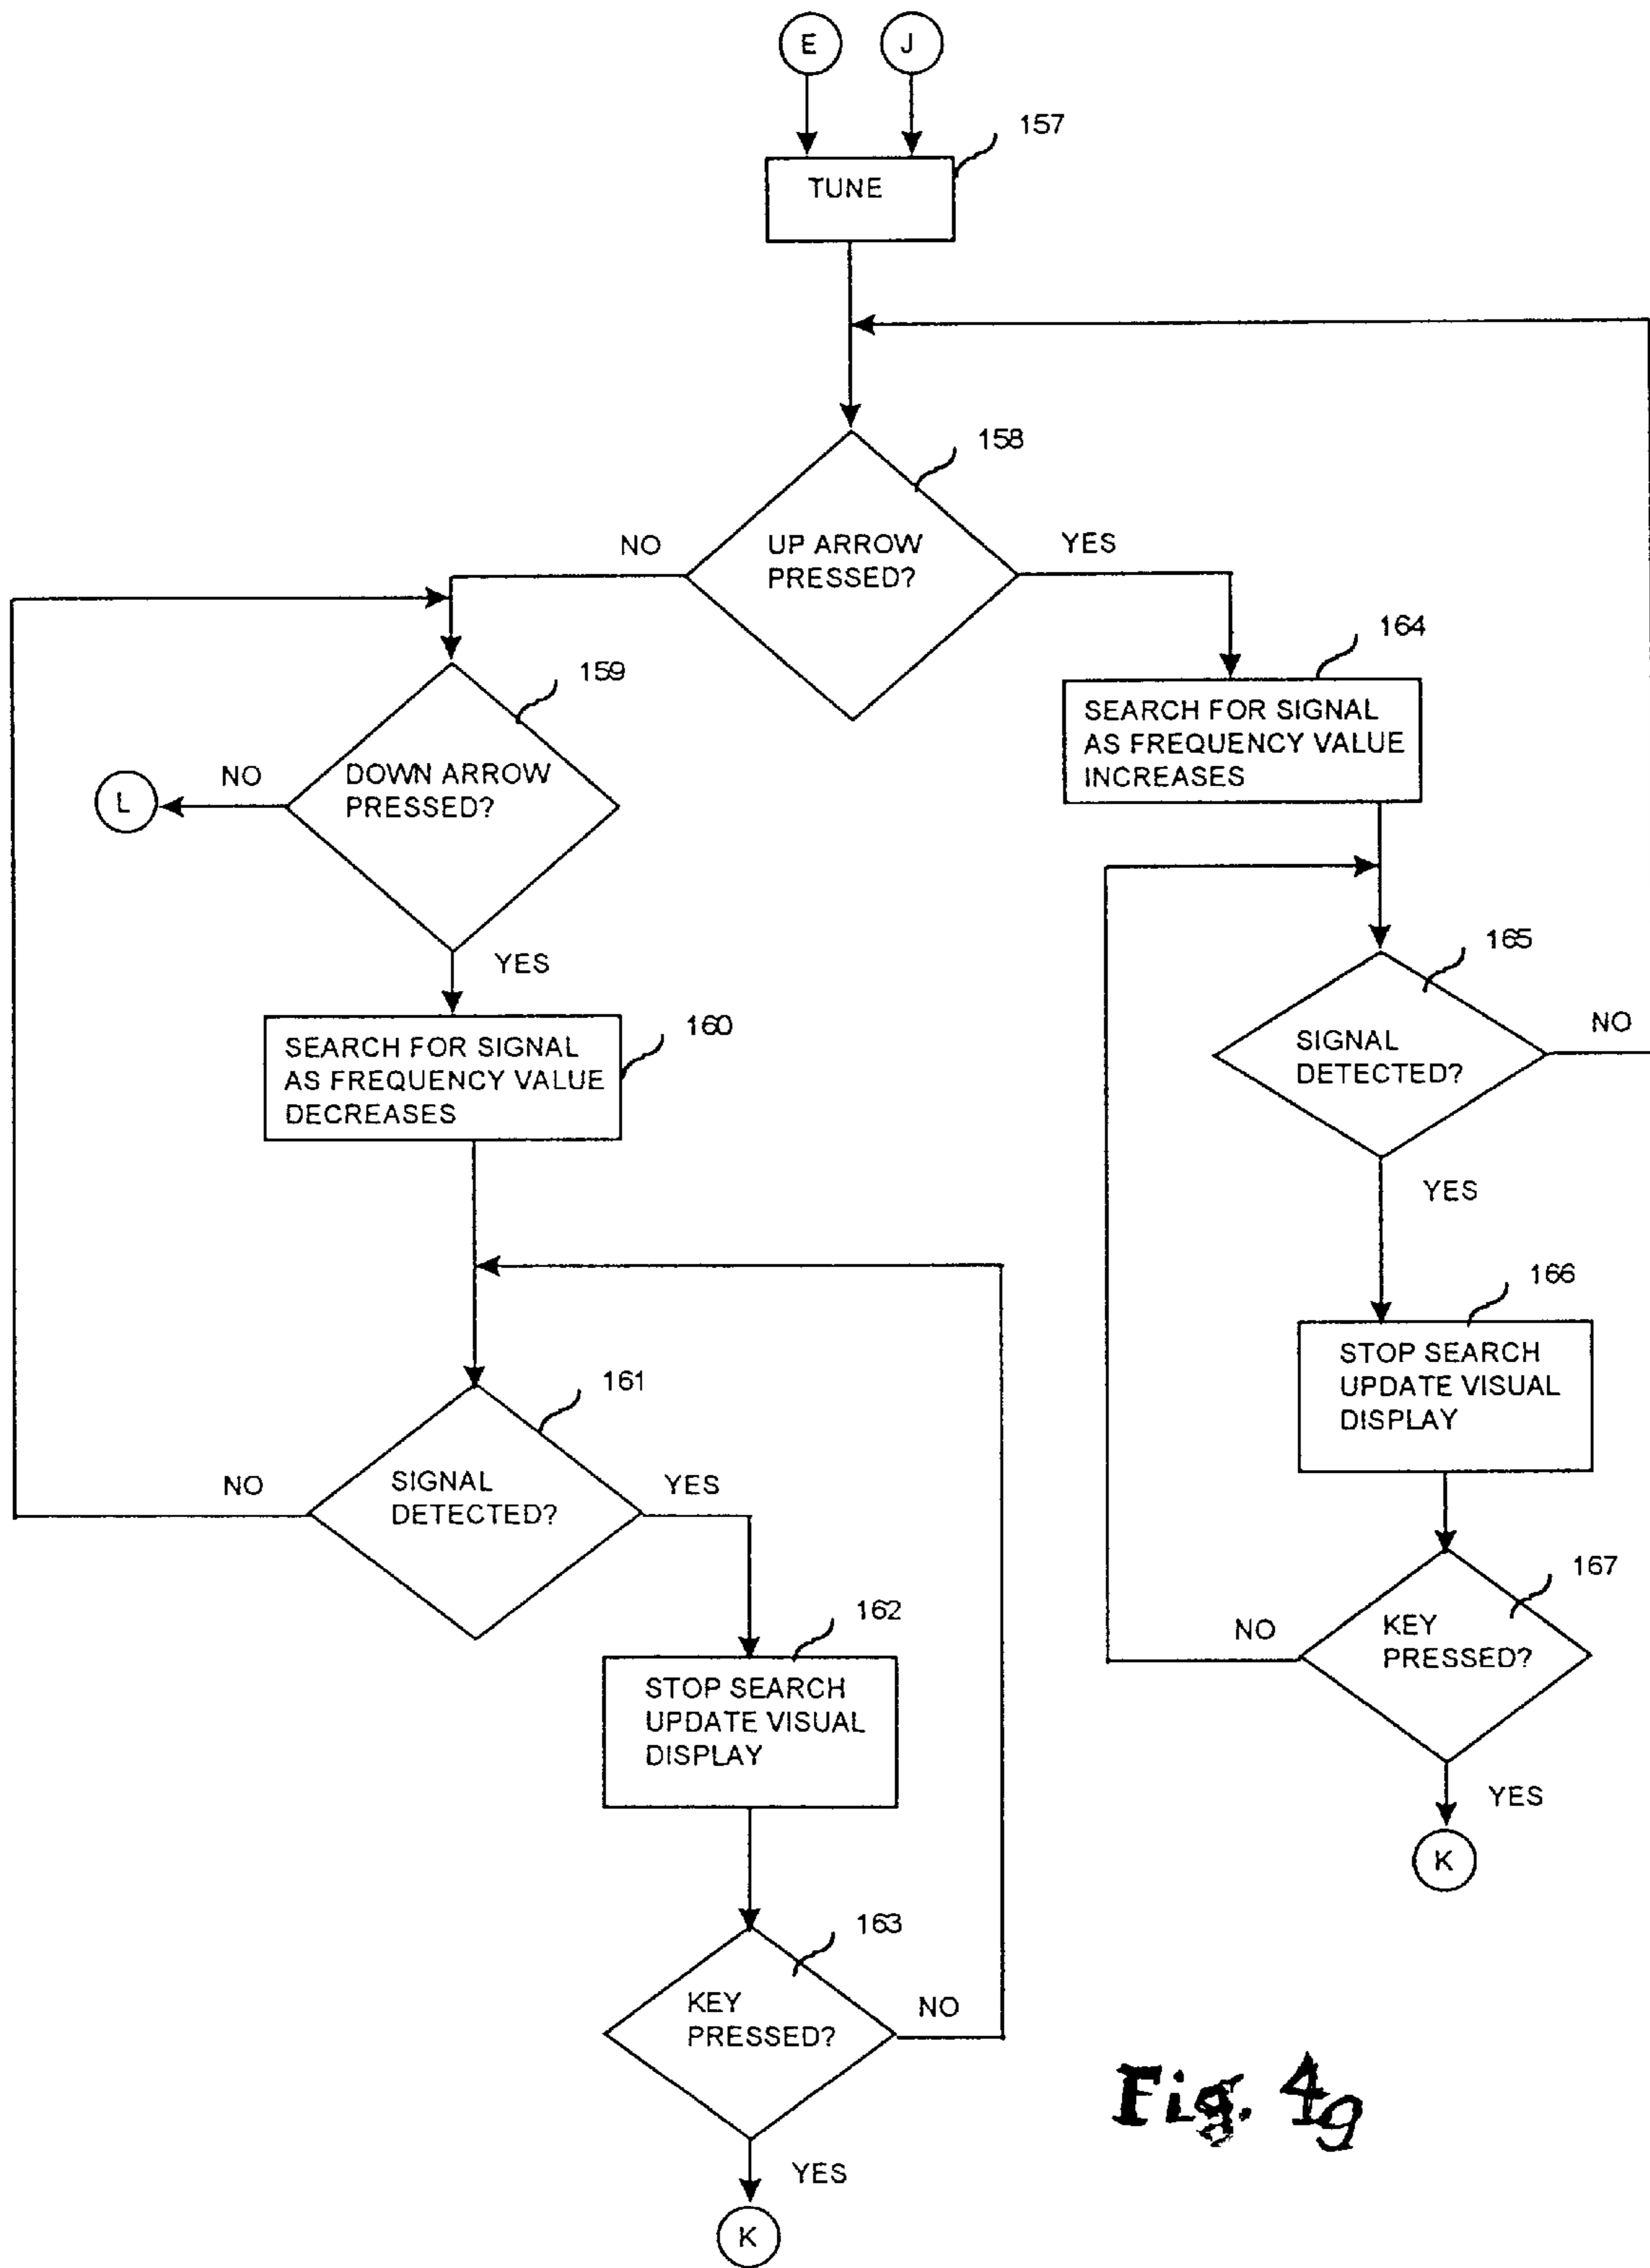 E
J
157
TUNE
158
NO
UP ARROW
PRESSED?
YES
164
159
SEARCH FOR SIGNAL
AS FREQUENCY VALUE
INCREASES
NO
DOWN ARROW
PRESSED?
L
165
YES
160
SEARCH FOR SIGNAL
AS FREQUENCY VALUE
DECREASES
SIGNAL
DETECTED?
NO
YES
166
STOP SEARCH
UPDATE VISUAL
DISPLAY
161
NO
SIGNAL
DETECTED?
YES
167
162
NO
KEY
PRESSED?
STOP SEARCH
UPDATE VISUAL
DISPLAY
YES
K
163
KEY
PRESSED?
NO
Fig. 4g
YES
K